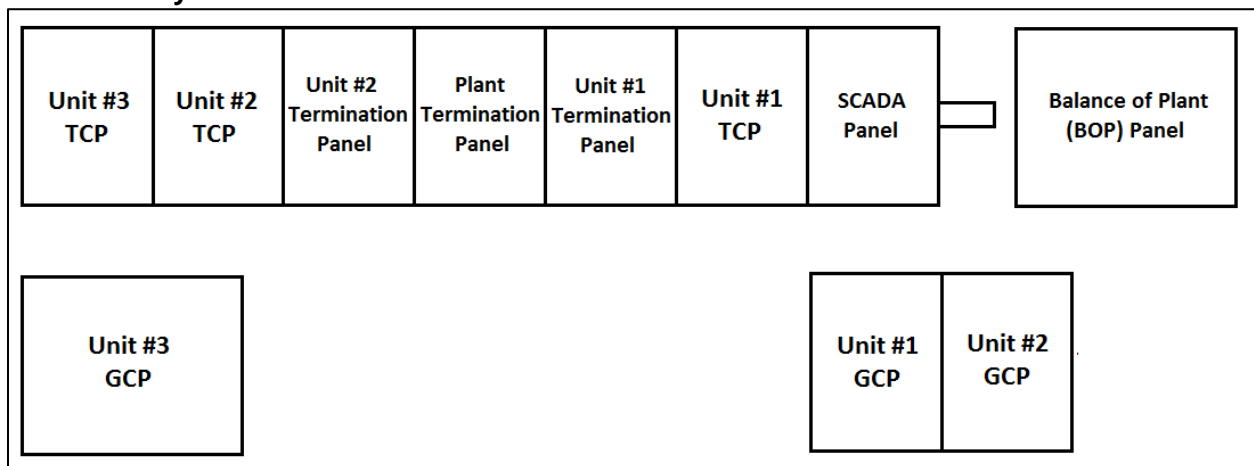 Unit #3
TCP
Unit #2
TCP
Unit #2
Termination
Panel
Plant
Termination
Panel
Unit #1
Termination
Panel
Unit #1
TCP
SCADA
Panel
Balance of Plant
(BOP) Panel
Unit #3
GCP
Unit #1
GCP
Unit #2
GCP